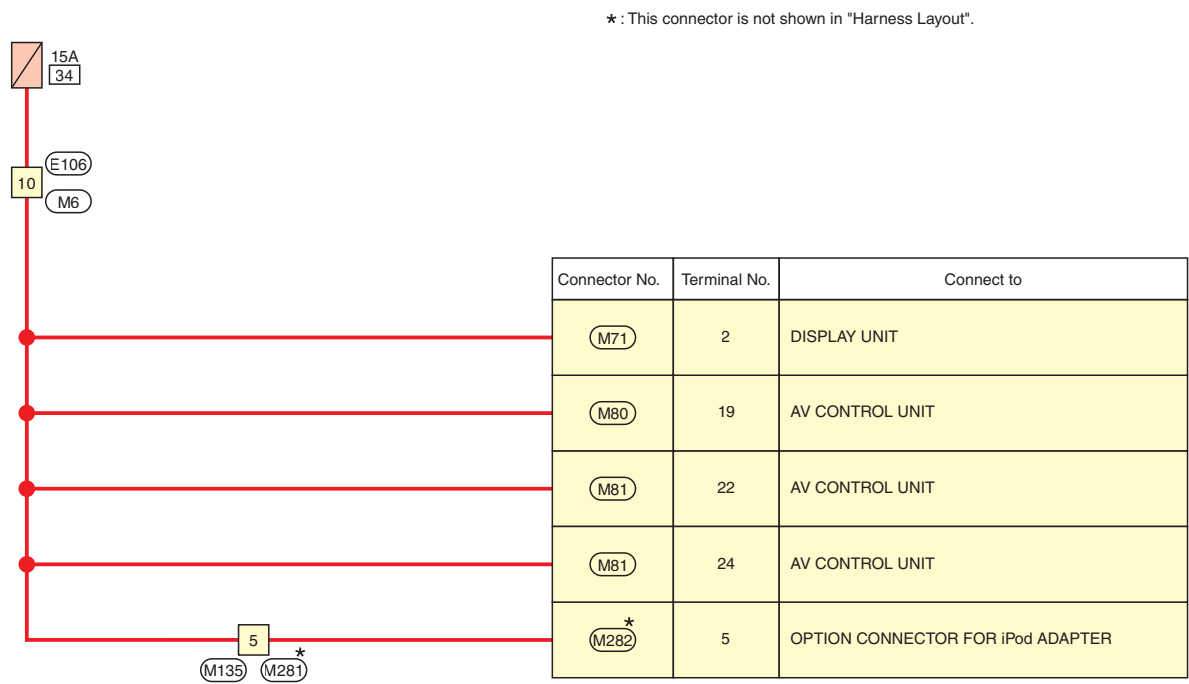 * : This connector is not shown in "Harness Layout".
15A
34
E106
10
M6
Connector No. Terminal No. Connect to
M71 2 DISPLAY UNIT
M80 19 AV CONTROL UNIT
M81 22 AV CONTROL UNIT
M81 24 AV CONTROL UNIT
*
5 M282 5 OPTION CONNECTOR FOR iPod ADAPTER
*
M135 M281